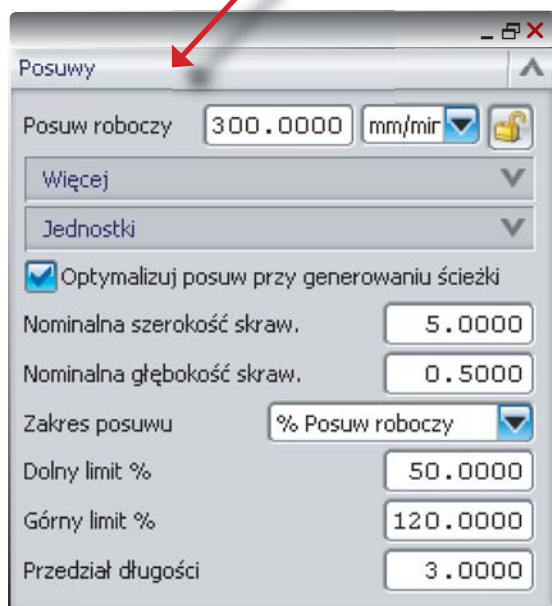 Posuwy
Posuw roboczy 300.0000 mm/mir
Więcej
Jednostki
Optymalizuj posuw przy generowaniu ścieżki
Nominalna szerokość skraw. 5.0000
Nominalna głębokość skraw. 0.5000
Zakres posuwu % Posuw roboczy
Dolny limit % 50.0000
Górny limit % 120.0000
Przedział długości 3.0000